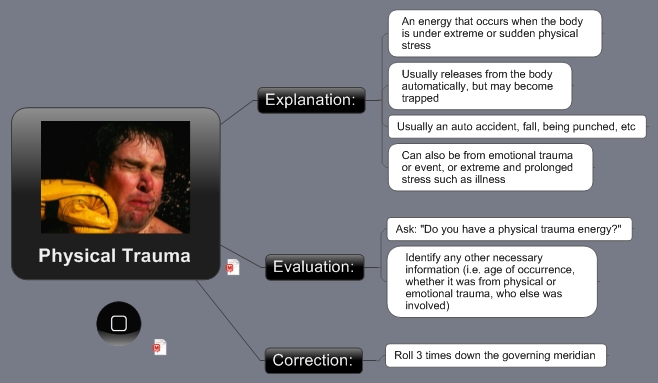 Physical Trauma
Explanation:
An energy that occurs when the body
is under extreme or sudden physical
stress
Usually releases from the body
automatically, but may become
trapped
Usually an auto accident, fall, being punched, etc
Can also be from emotional trauma
or event, or extreme and prolonged
stress such as illness
Evaluation:
Ask: "Do you have a physical trauma energy?"
Identify any other necessary
information (i.e. age of occurrence,
whether it was from physical or
emotional trauma, who else was
involved)
Correction:
Roll 3 times down the governing meridian